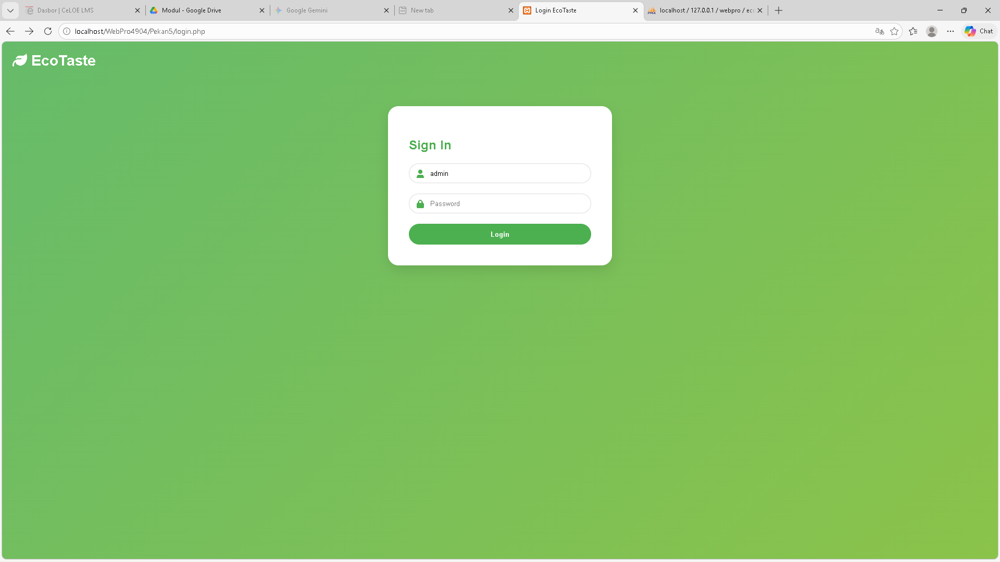 Dasbor | CeLOE LMS
Modul - Google Drive
Google Gemini
New tab
Login EcoTaste
localhost / 127.0.0.1 / webpro / ecc
localhost/WebPro4904/Pekan5/login.php
Chat
EcoTaste
Sign In
admin
Password
Login